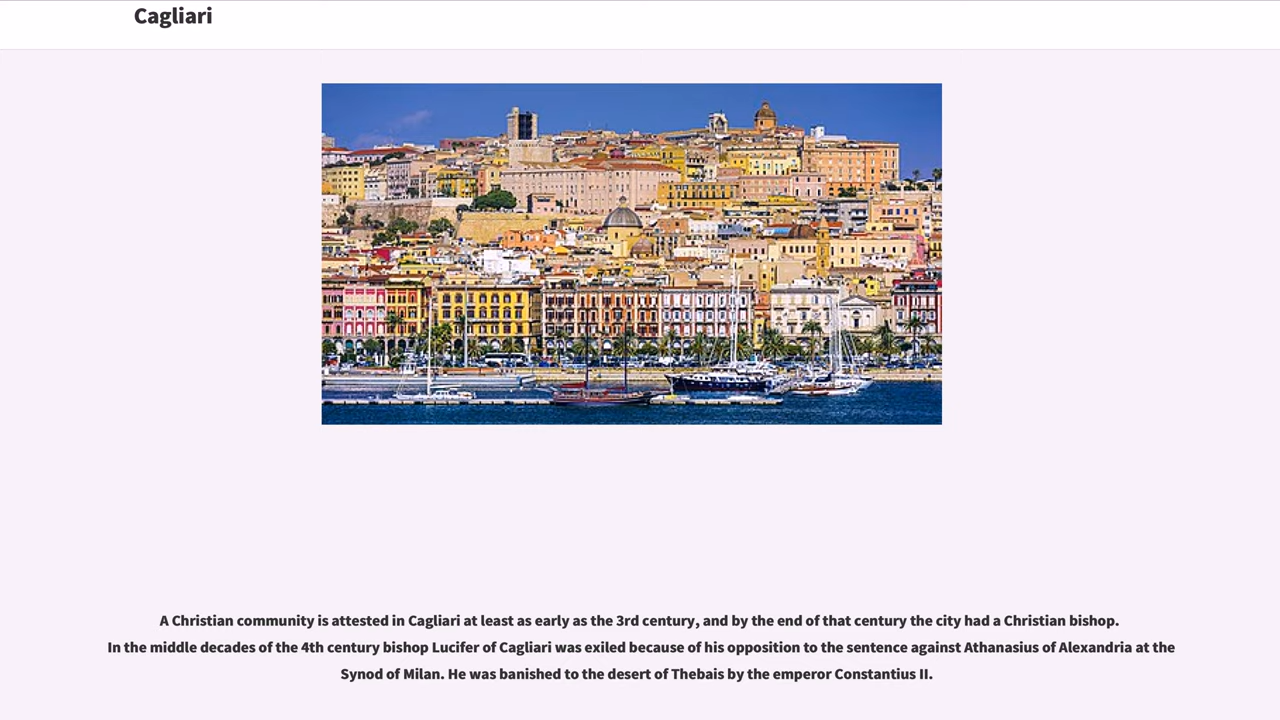 Cagliari
A Christian community is attested in Cagliari at least as early as the 3rd century, and by the end of that century the city had a Christian bishop.
In the middle decades of the 4th century bishop Lucifer of Cagliari was exiled because of his opposition to the sentence against Athanasius of Alexandria at the
Synod of Milan. He was banished to the desert of Thebais by the emperor Constantius II.